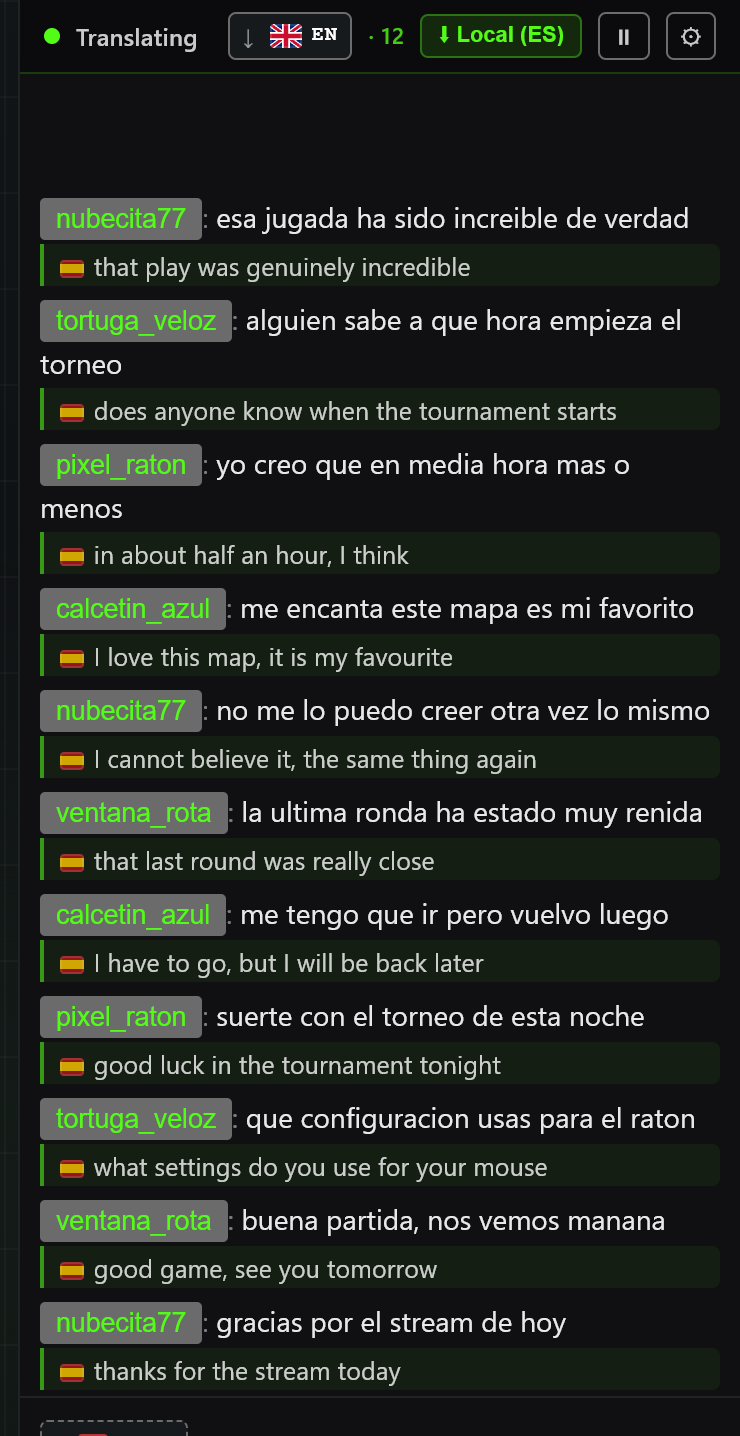 Translating ↓ EN · 12 ⬇ Local (ES)
nubecita77: esa jugada ha sido increible de verdad
that play was genuinely incredible
tortuga_veloz: alguien sabe a que hora empieza el
torneo
does anyone know when the tournament starts
pixel_raton: yo creo que en media hora mas o
menos
in about half an hour, I think
calcetin_azul: me encanta este mapa es mi favorito
I love this map, it is my favourite
nubecita77: no me lo puedo creer otra vez lo mismo
I cannot believe it, the same thing again
ventana_rota: la ultima ronda ha estado muy renida
that last round was really close
calcetin_azul: me tengo que ir pero vuelvo luego
I have to go, but I will be back later
pixel_raton: suerte con el torneo de esta noche
good luck in the tournament tonight
tortuga_veloz: que configuracion usas para el raton
what settings do you use for your mouse
ventana_rota: buena partida, nos vemos manana
good game, see you tomorrow
nubecita77: gracias por el stream de hoy
thanks for the stream today